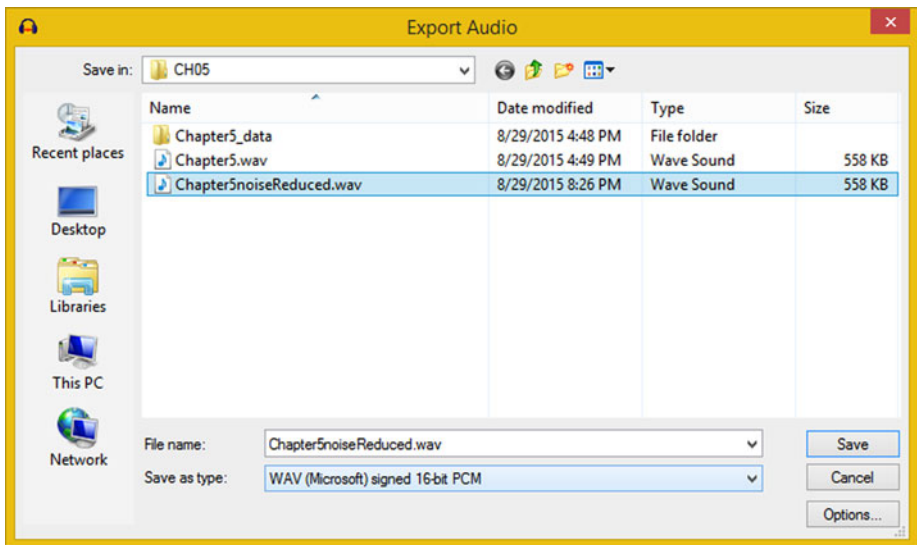 Export Audio
Save in: CH05
Name Date modified Type Size
Chapter5_data 8/29/2015 4:48 PM File folder
Chapter5.wav 8/29/2015 4:49 PM Wave Sound 558 KB
Chapter5noiseReduced.wav 8/29/2015 8:26 PM Wave Sound 558 KB
Recent places
Desktop
Libraries
This PC
Network
File name: Chapter5noiseReduced.wav Save
Save as type: WAV (Microsoft) signed 16-bit PCM Cancel
Options...